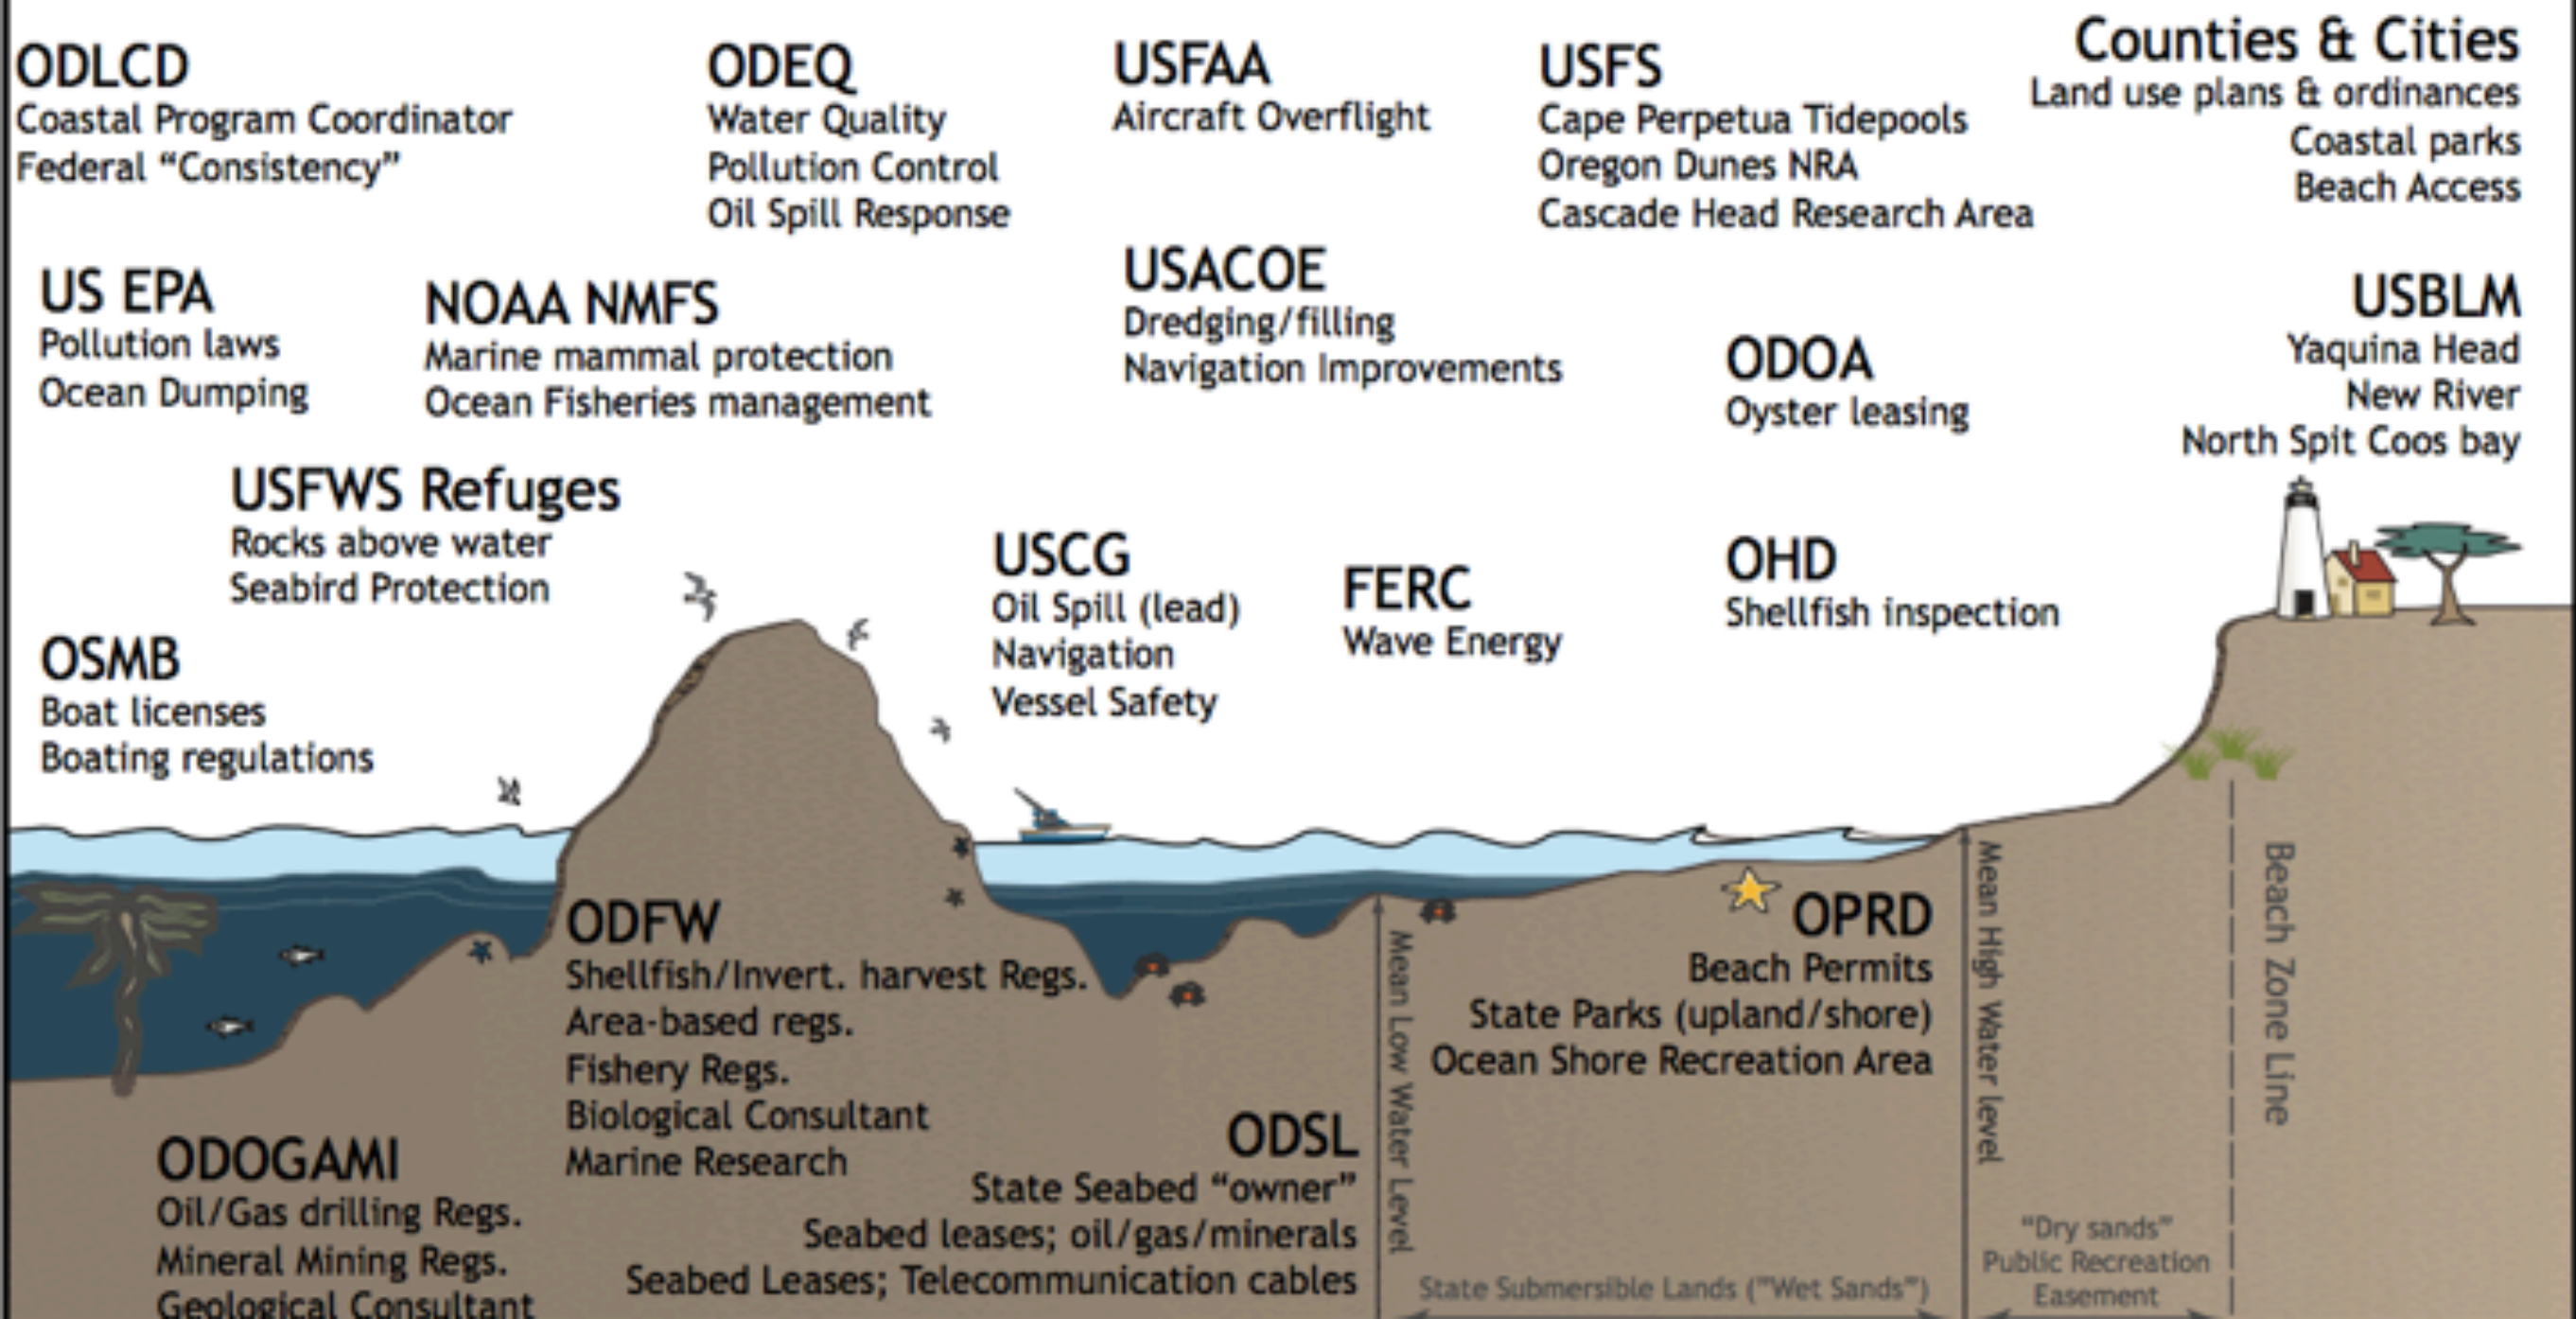 ODLCD
Coastal Program Coordinator
Federal “Consistency”
ODEQ
Water Quality
Pollution Control
Oil Spill Response
USFAA
Aircraft Overflight
USFS
Cape Perpetua Tidepools
Oregon Dunes NRA
Cascade Head Research Area
Counties & Cities
Land use plans & ordinances
Coastal parks
Beach Access
US EPA
Pollution laws
Ocean Dumping
NOAA NMFS
Marine mammal protection
Ocean Fisheries management
USACOE
Dredging/filling
Navigation Improvements
ODOA
Oyster leasing
USBLM
Yaquina Head
New River
North Spit Coos bay
USFWS Refuges
Rocks above water
Seabird Protection
USCG
Oil Spill (lead)
Navigation
Vessel Safety
FERC
Wave Energy
OHD
Shellfish inspection
OSMB
Boat licenses
Boating regulations
ODFW
Shellfish/Invert. harvest Regs.
Area-based regs.
Fishery Regs.
Biological Consultant
Marine Research
OPRD
Beach Permits
State Parks (upland/shore)
Ocean Shore Recreation Area
Mean Low Water Level
Mean High Water level
Beach Zone Line
ODOGAMI
Oil/Gas drilling Regs.
Mineral Mining Regs.
Geological Consultant
ODSL
State Seabed “owner”
Seabed leases; oil/gas/minerals
Seabed Leases; Telecommunication cables
State Submersible Lands ("Wet Sands")
“Dry sands”
Public Recreation
Easement